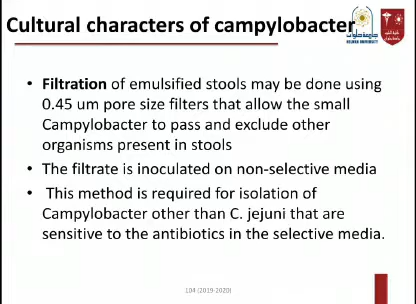 Cultural characters of campylobacter
• Filtration of emulsified stools may be done using
0.45 um pore size filters that allow the small
Campylobacter to pass and exclude other
organisms present in stools
• The filtrate is inoculated on non-selective media
• This method is required for isolation of
Campylobacter other than C. jejuni that are
sensitive to the antibiotics in the selective media.
104 (2019-2020)